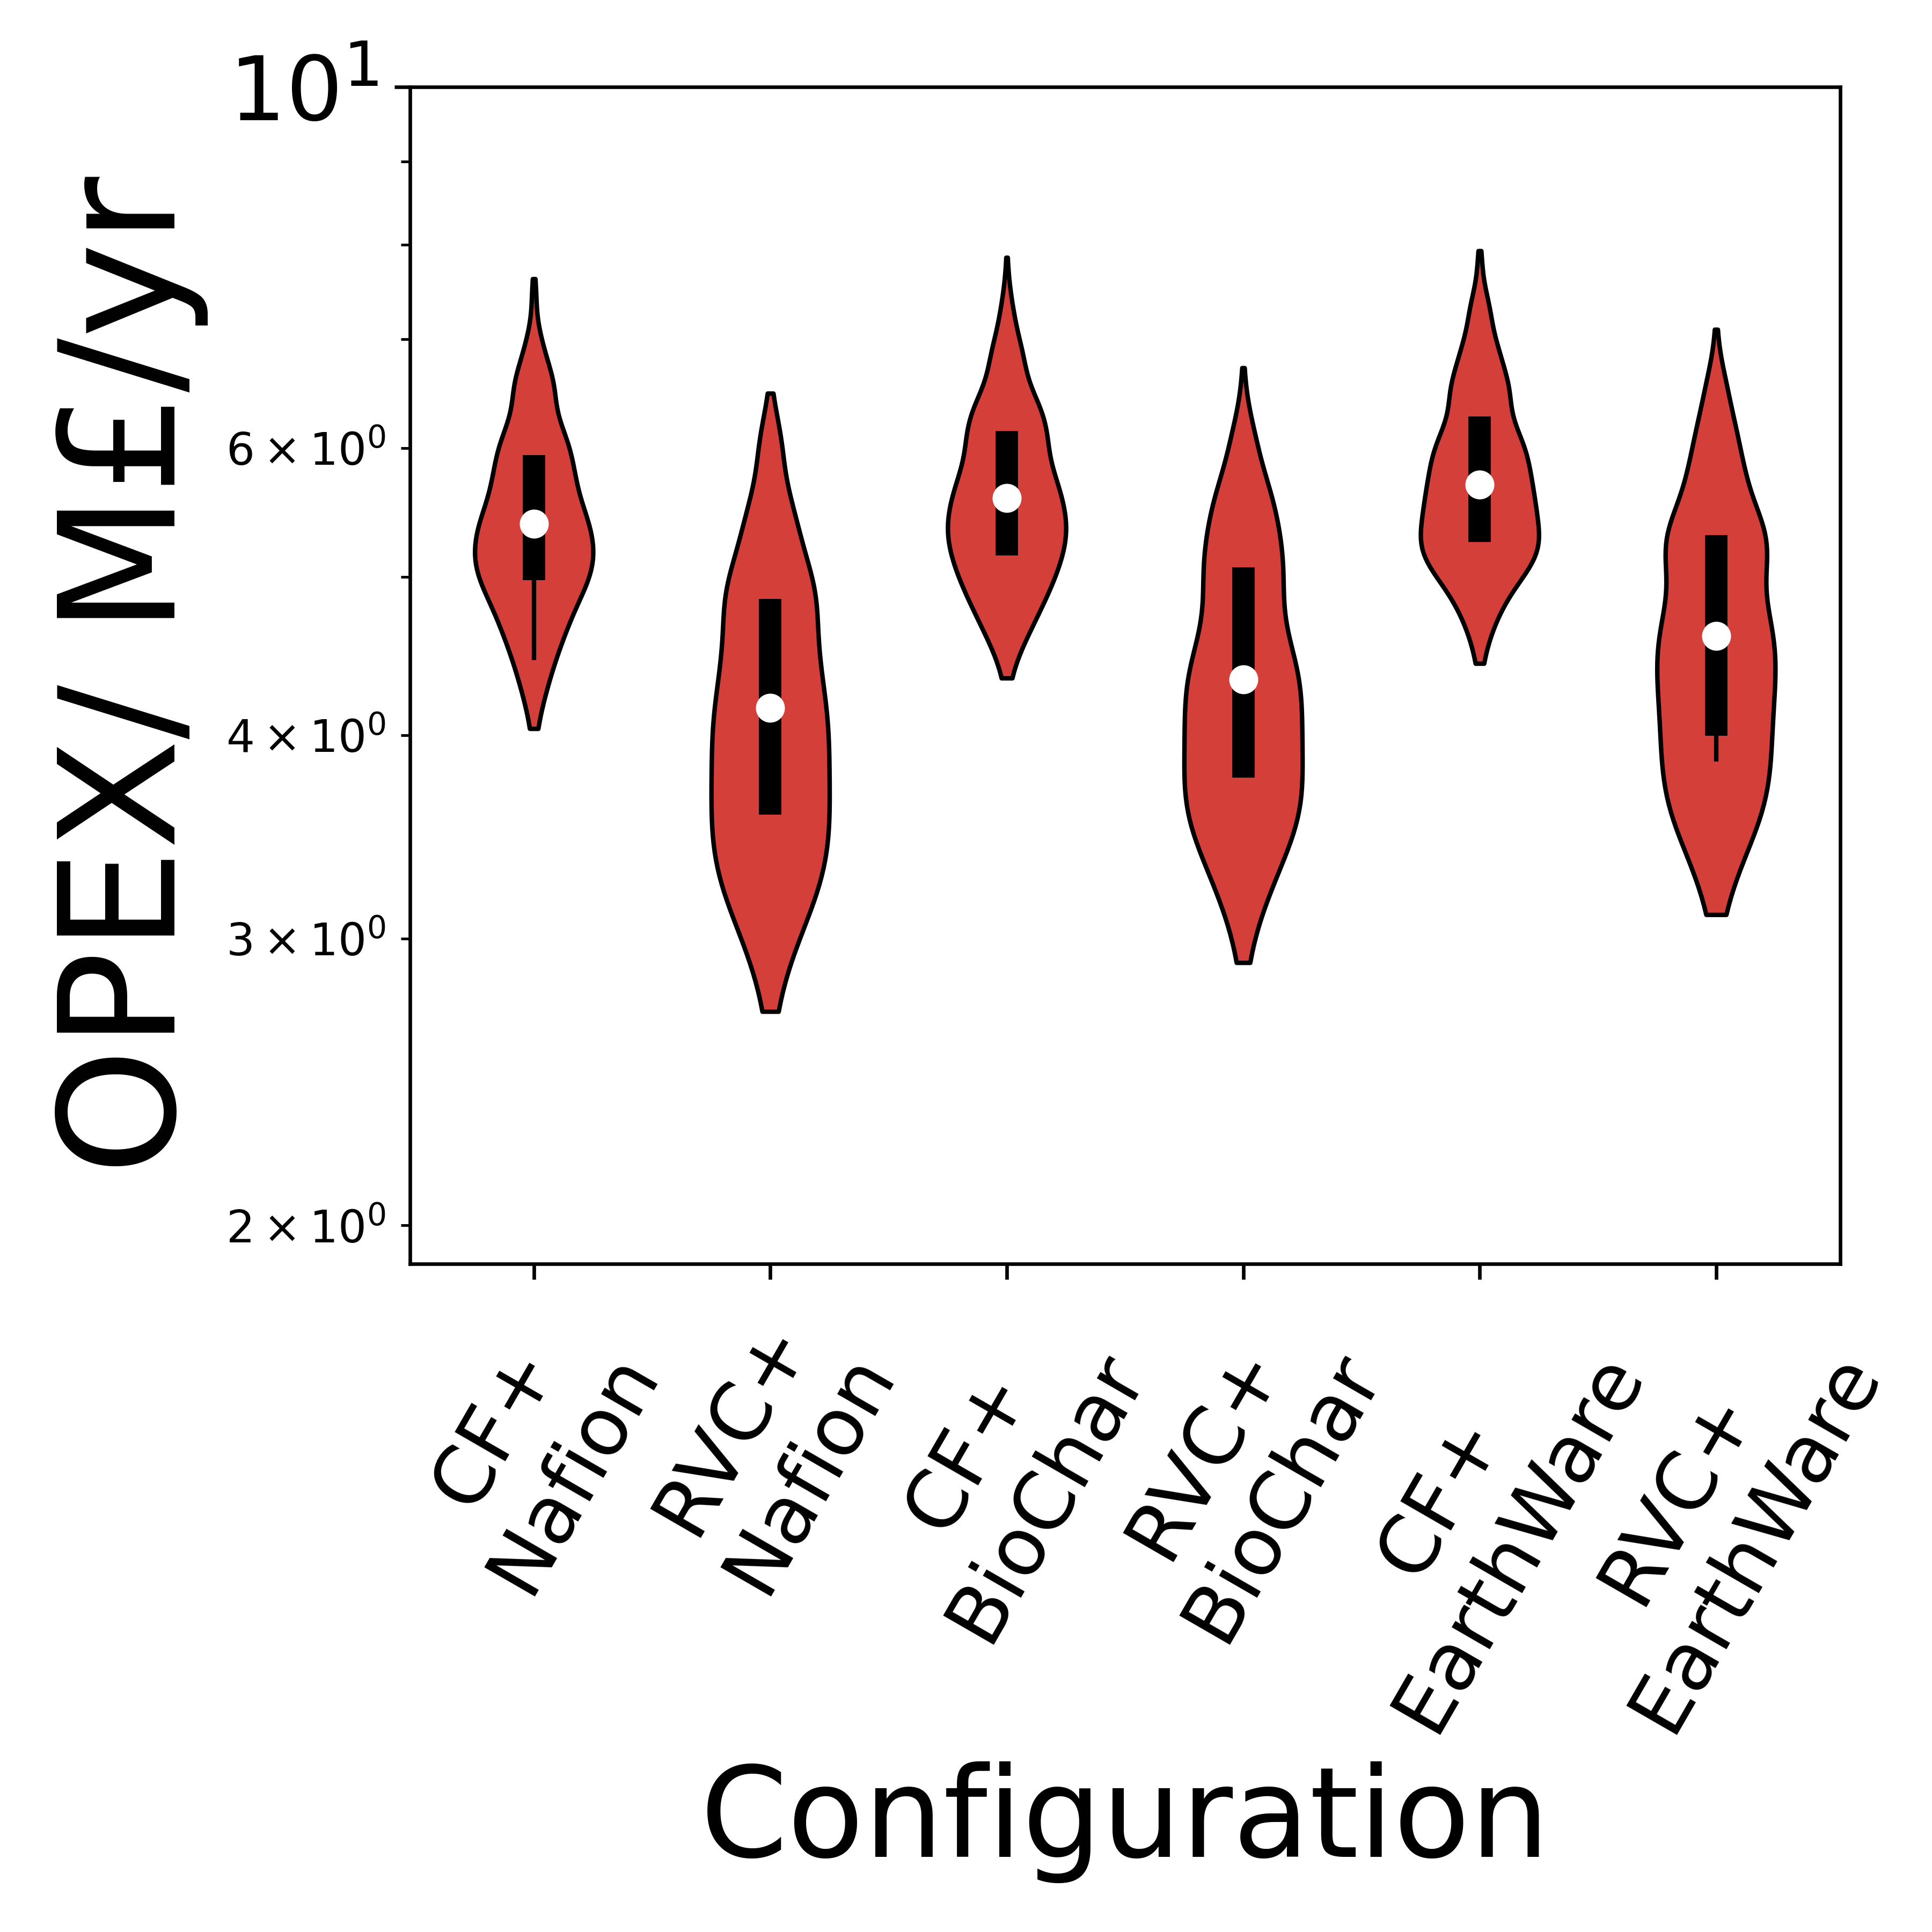 10¹
6 × 10⁰
4 × 10⁰
3 × 10⁰
2 × 10⁰
OPEX/ M£/yr
CF+
Nafion
RVC+
Nafion
CF+
BioChar
RVC+
BioChar
CF+
EarthWare
RVC+
EarthWare
Configuration